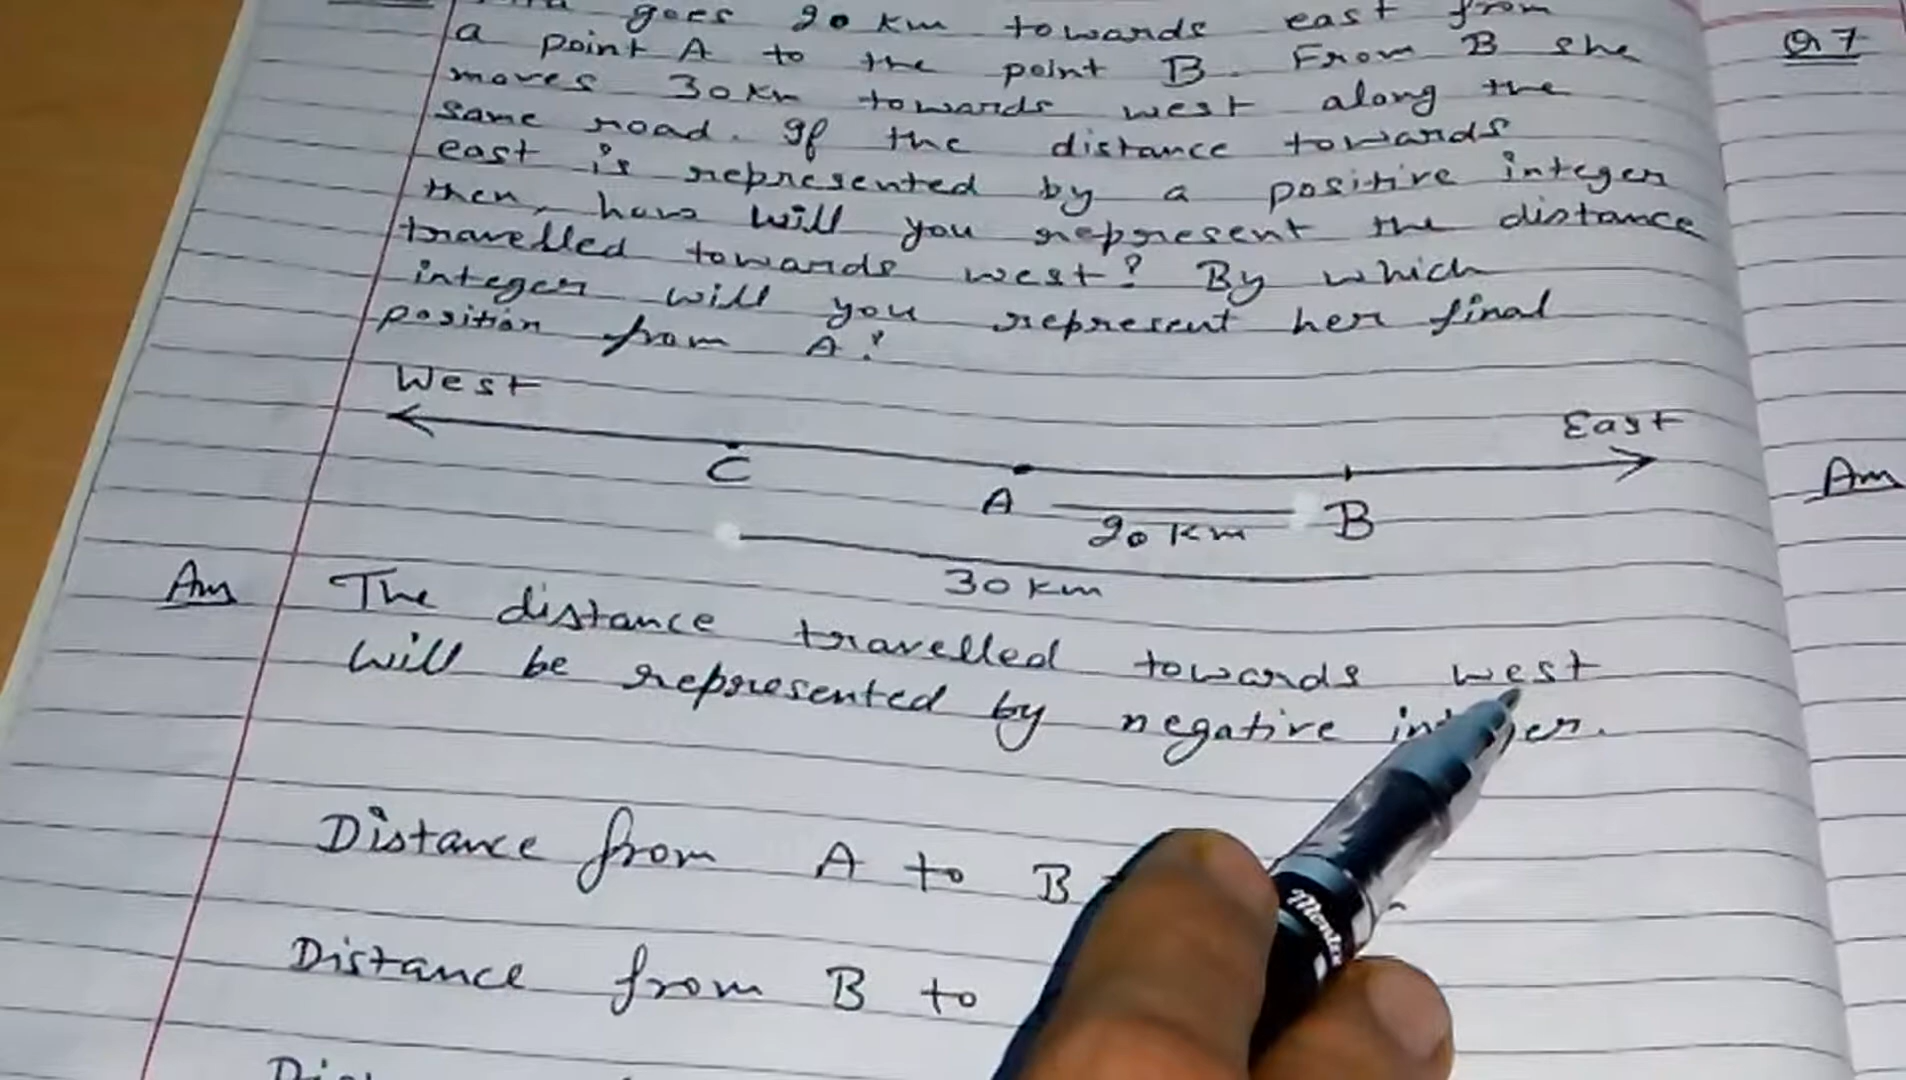 goes 20 km towards east from
a point A to the point B. From B she
moves 30 km towards west along the
same road. If the distance towards
east is represented by a positive integer
then, how will you represent the distance
travelled towards west? By which
integer will you represent her final
position from A?
Q7
West
East
C
A
B
20 km
30 km
Ans
Ans The distance travelled towards west
will be represented by negative
Distance from A to B
Distance from B to